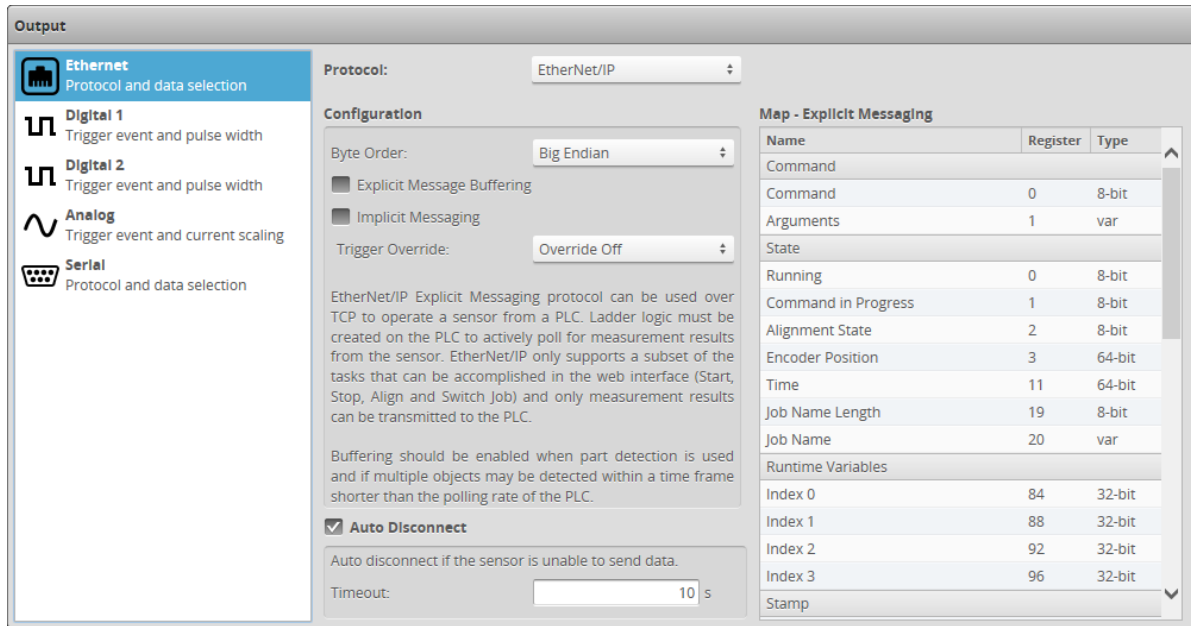 Output
Ethernet
Protocol and data selection
Digital 1
Trigger event and pulse width
Digital 2
Trigger event and pulse width
Analog
Trigger event and current scaling
Serial
Protocol and data selection
Protocol: EtherNet/IP
Configuration
Byte Order: Big Endian
Explicit Message Buffering
Implicit Messaging
Trigger Override: Override Off
EtherNet/IP Explicit Messaging protocol can be used over
TCP to operate a sensor from a PLC. Ladder logic must be
created on the PLC to actively poll for measurement results
from the sensor. EtherNet/IP only supports a subset of the
tasks that can be accomplished in the web interface (Start,
Stop, Align and Switch Job) and only measurement results
can be transmitted to the PLC.
Buffering should be enabled when part detection is used
and if multiple objects may be detected within a time frame
shorter than the polling rate of the PLC.
Auto Disconnect
Auto disconnect if the sensor is unable to send data.
Timeout: 10 s
Map - Explicit Messaging
Name Register Type
Command
Command 0 8-bit
Arguments 1 var
State
Running 0 8-bit
Command in Progress 1 8-bit
Alignment State 2 8-bit
Encoder Position 3 64-bit
Time 11 64-bit
Job Name Length 19 8-bit
Job Name 20 var
Runtime Variables
Index 0 84 32-bit
Index 1 88 32-bit
Index 2 92 32-bit
Index 3 96 32-bit
Stamp